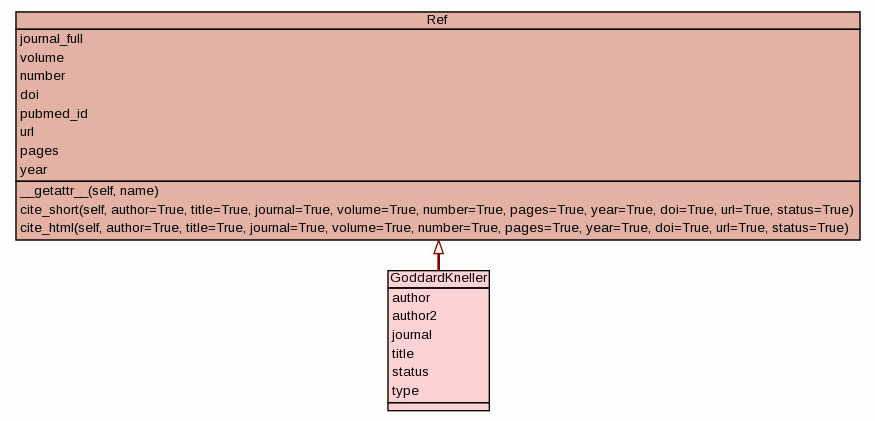 Ref
journal_full
volume
number
doi
pubmed_id
url
pages
year
__getattr__(self, name)
cite_short(self, author=True, title=True, journal=True, volume=True, number=True, pages=True, year=True, doi=True, url=True, status=True)
cite_html(self, author=True, title=True, journal=True, volume=True, number=True, pages=True, year=True, doi=True, url=True, status=True)
GoddardKneller
author
author2
journal
title
status
type